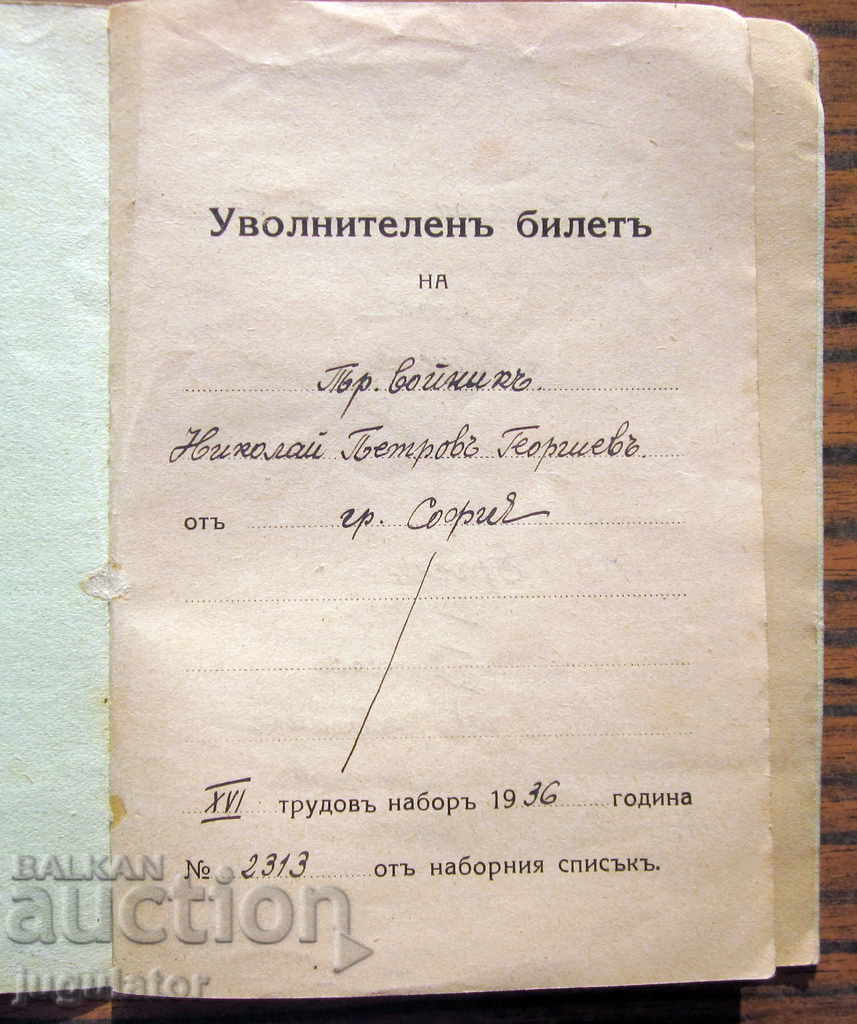 Уволнителенъ билетъ
НА
Тър. войникъ.
Николай Петровъ Георгиевъ.
отъ гр. София
XVI трудовъ наборъ 1936 година
№ 2313 отъ наборния списъкъ.
BALKAN
auction
jugulator